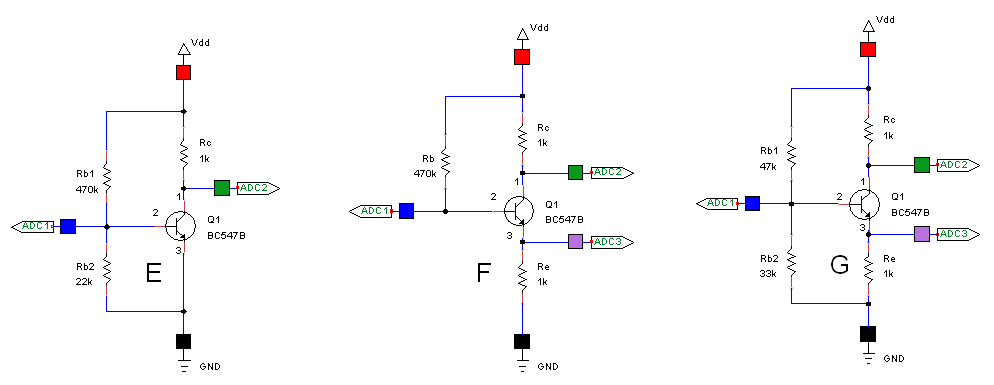 Vdd
Rc
1k
Rb1
470k
1
ADC2
2
Q1
BC547B
ADC1
3
Rb2
22k
E
GND
Vdd
Rc
1k
Rb
470k
1
ADC2
ADC1
2
Q1
BC547B
3
ADC3
F
Re
1k
GND
Vdd
Rc
1k
Rb1
47k
1
ADC2
ADC1
2
Q1
BC547B
3
ADC3
Rb2
33k
G
Re
1k
GND